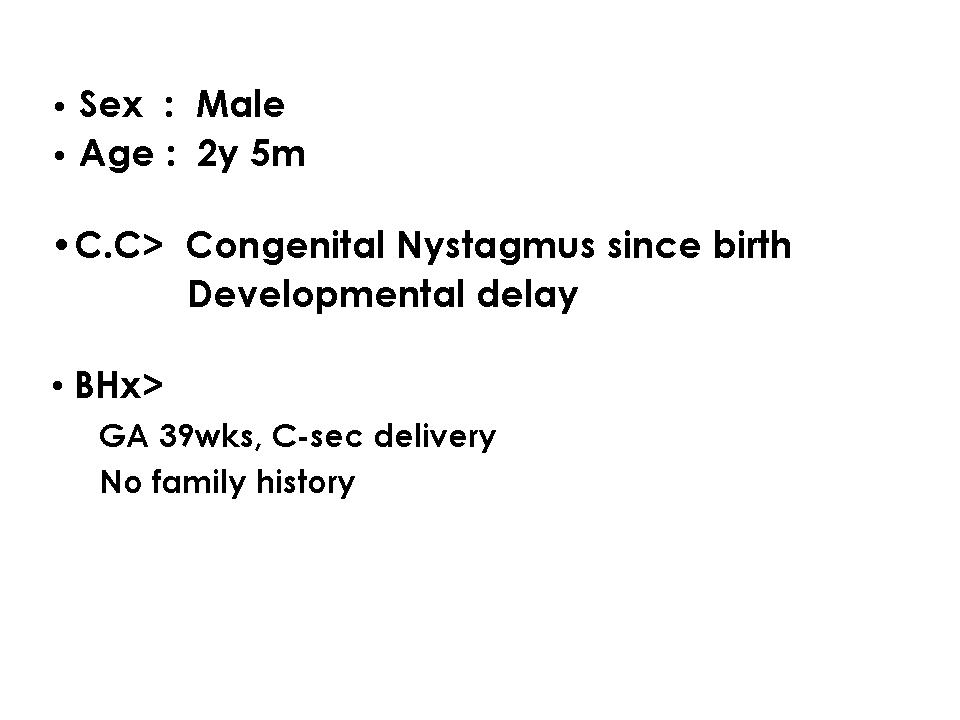 • Sex : Male
• Age : 2y 5m
• C.C> Congenital Nystagmus since birth
Developmental delay
• BHx>
GA 39wks, C-sec delivery
No family history